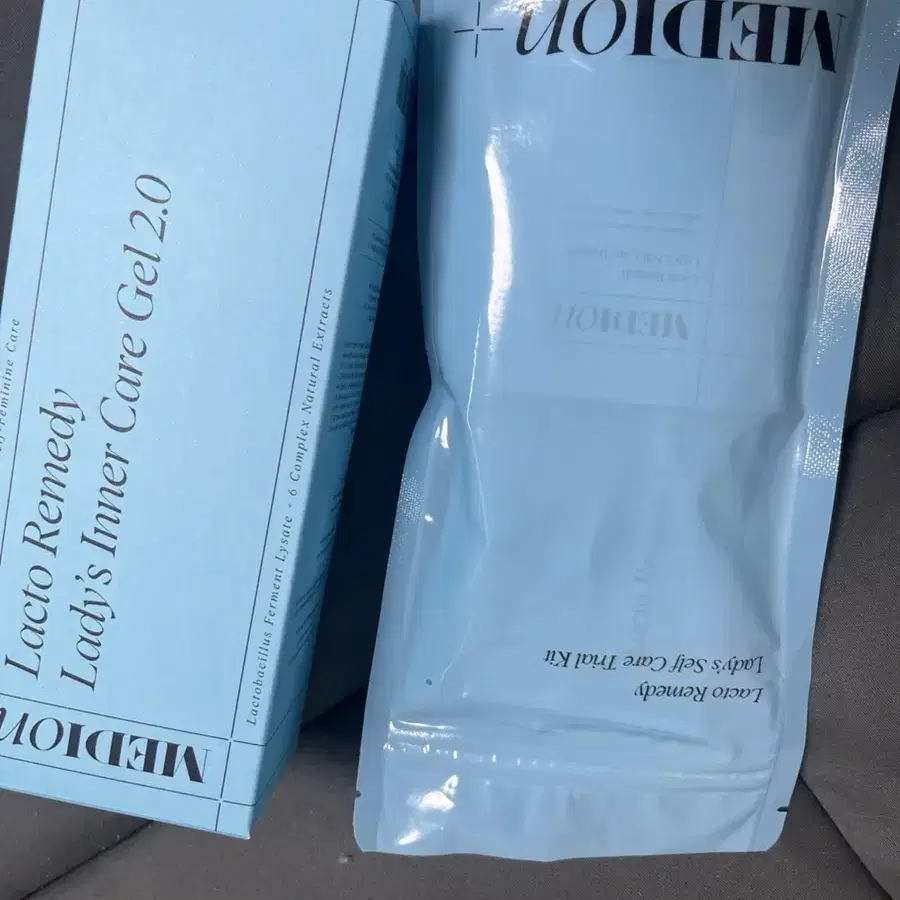 Lacto Remedy
Lady's Inner Care Gel 2.0
Lactobacillus Ferment Lysate + 6 Complex Natural Extracts
Feminine Care
MEDIOn
MEDIOn
MEDIOn
Lacto Remedy
Lady's Self Care Trial Kit